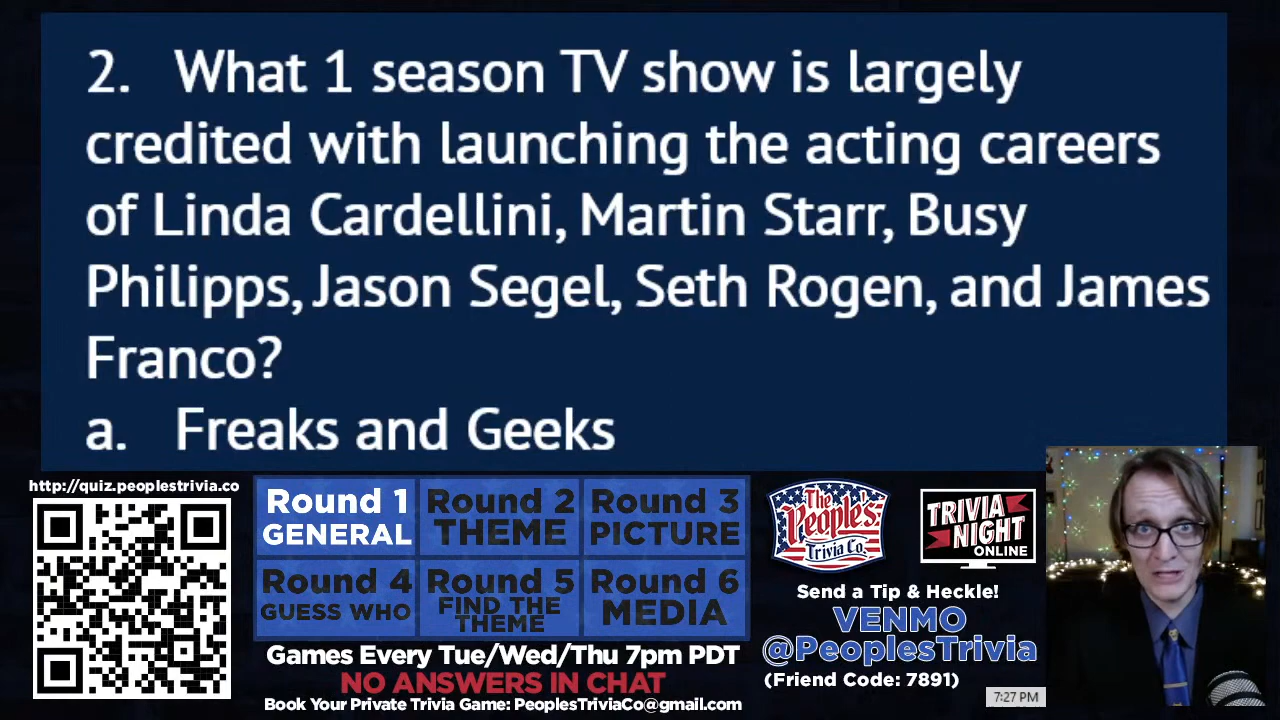 2. What 1 season TV show is largely
credited with launching the acting careers
of Linda Cardellini, Martin Starr, Busy
Philipps, Jason Segel, Seth Rogen, and James
Franco?
a. Freaks and Geeks
http://quiz.peoplestrivia.co
Round 1
GENERAL
Round 2
THEME
Round 3
PICTURE
Round 4
GUESS WHO
Round 5
FIND THE
THEME
Round 6
MEDIA
Games Every Tue/Wed/Thu 7pm PDT
NO ANSWERS IN CHAT
Book Your Private Trivia Game: PeoplesTriviaCo@gmail.com
The
People's
Trivia Co.
TRIVIA
NIGHT
ONLINE
Send a Tip & Heckle!
VENMO
@PeoplesTrivia
(Friend Code: 7891)
7:27 PM